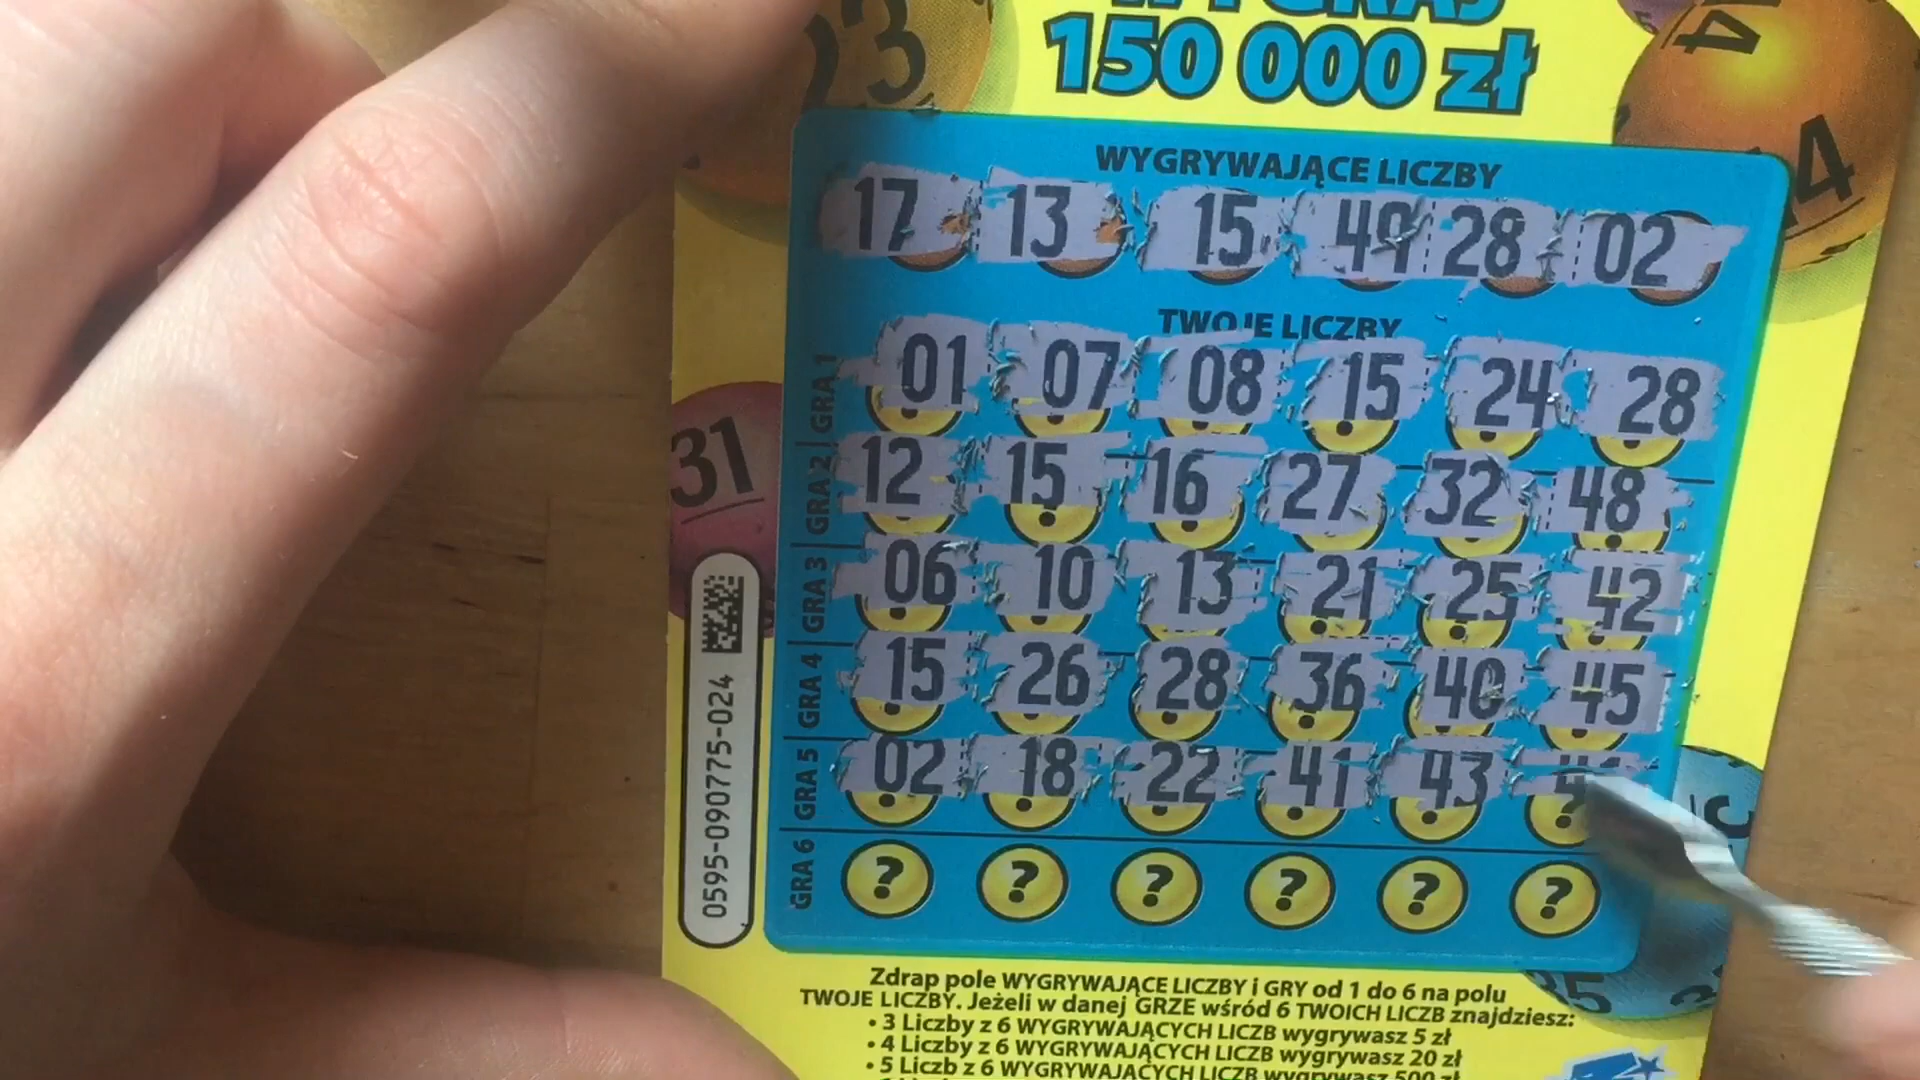 WYGRAJ
150 000 zł
23
14
14
WYGRYWAJĄCE LICZBY
17 13 15 49 28 02
TWOJE LICZBY
GRA 1 01 07 08 15 24 28
GRA 2 12 15 16 27 32 48
GRA 3 06 10 13 21 25 42
GRA 4 15 26 28 36 40 45
GRA 5 02 18 22 41 43
GRA 6 ? ? ? ? ? ?
31
0595-090775-024
35
Zdrap pole WYGRYWAJĄCE LICZBY i GRY od 1 do 6 na polu
TWOJE LICZBY. Jeżeli w danej GRZE wśród 6 TWOICH LICZB znajdziesz:
• 3 Liczby z 6 WYGRYWAJĄCYCH LICZB wygrywasz 5 zł
• 4 Liczby z 6 WYGRYWAJĄCYCH LICZB wygrywasz 20 zł
• 5 Liczb z 6 WYGRYWAJĄCYCH LICZB wygrywasz 500 zł